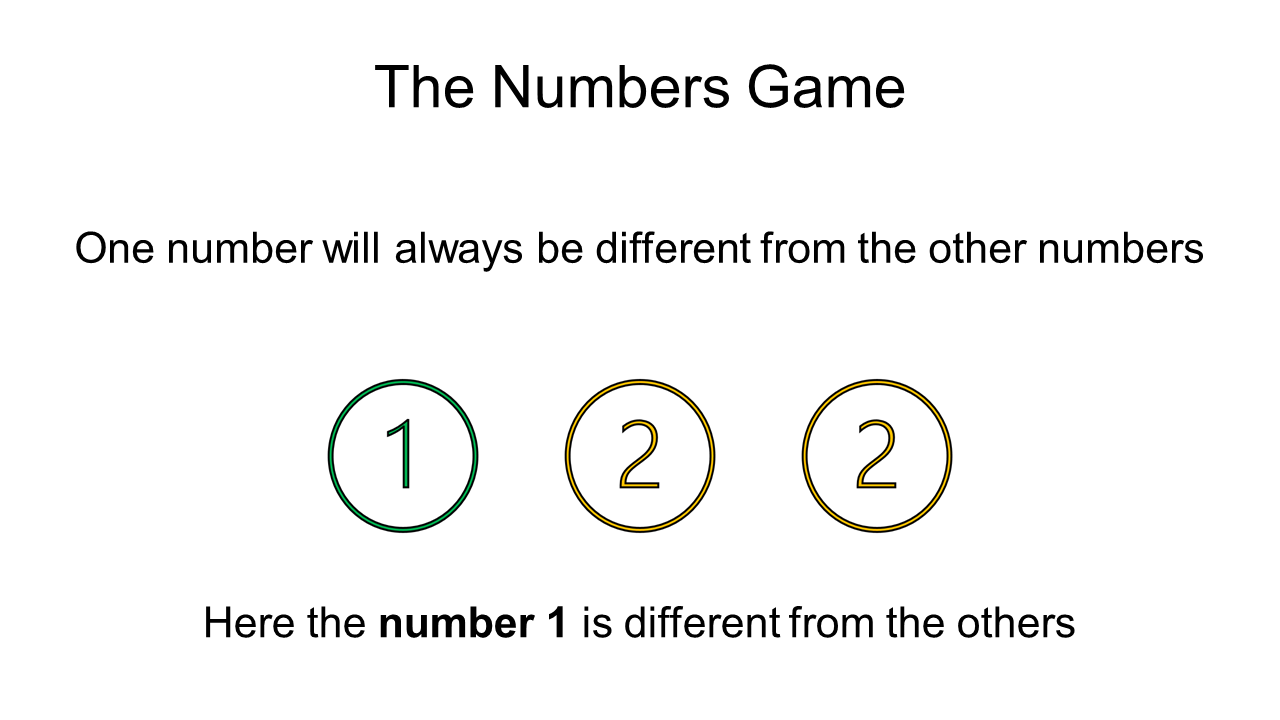 The Numbers Game
One number will always be different from the other numbers
1 2 2
Here the number 1 is different from the others